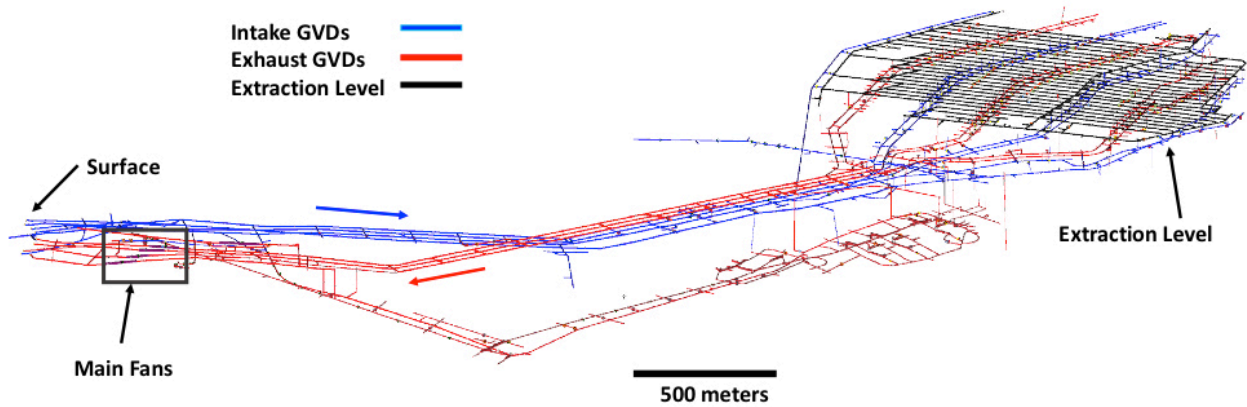 Intake GVDs
Exhaust GVDs
Extraction Level
Surface
Extraction Level
Main Fans
500 meters